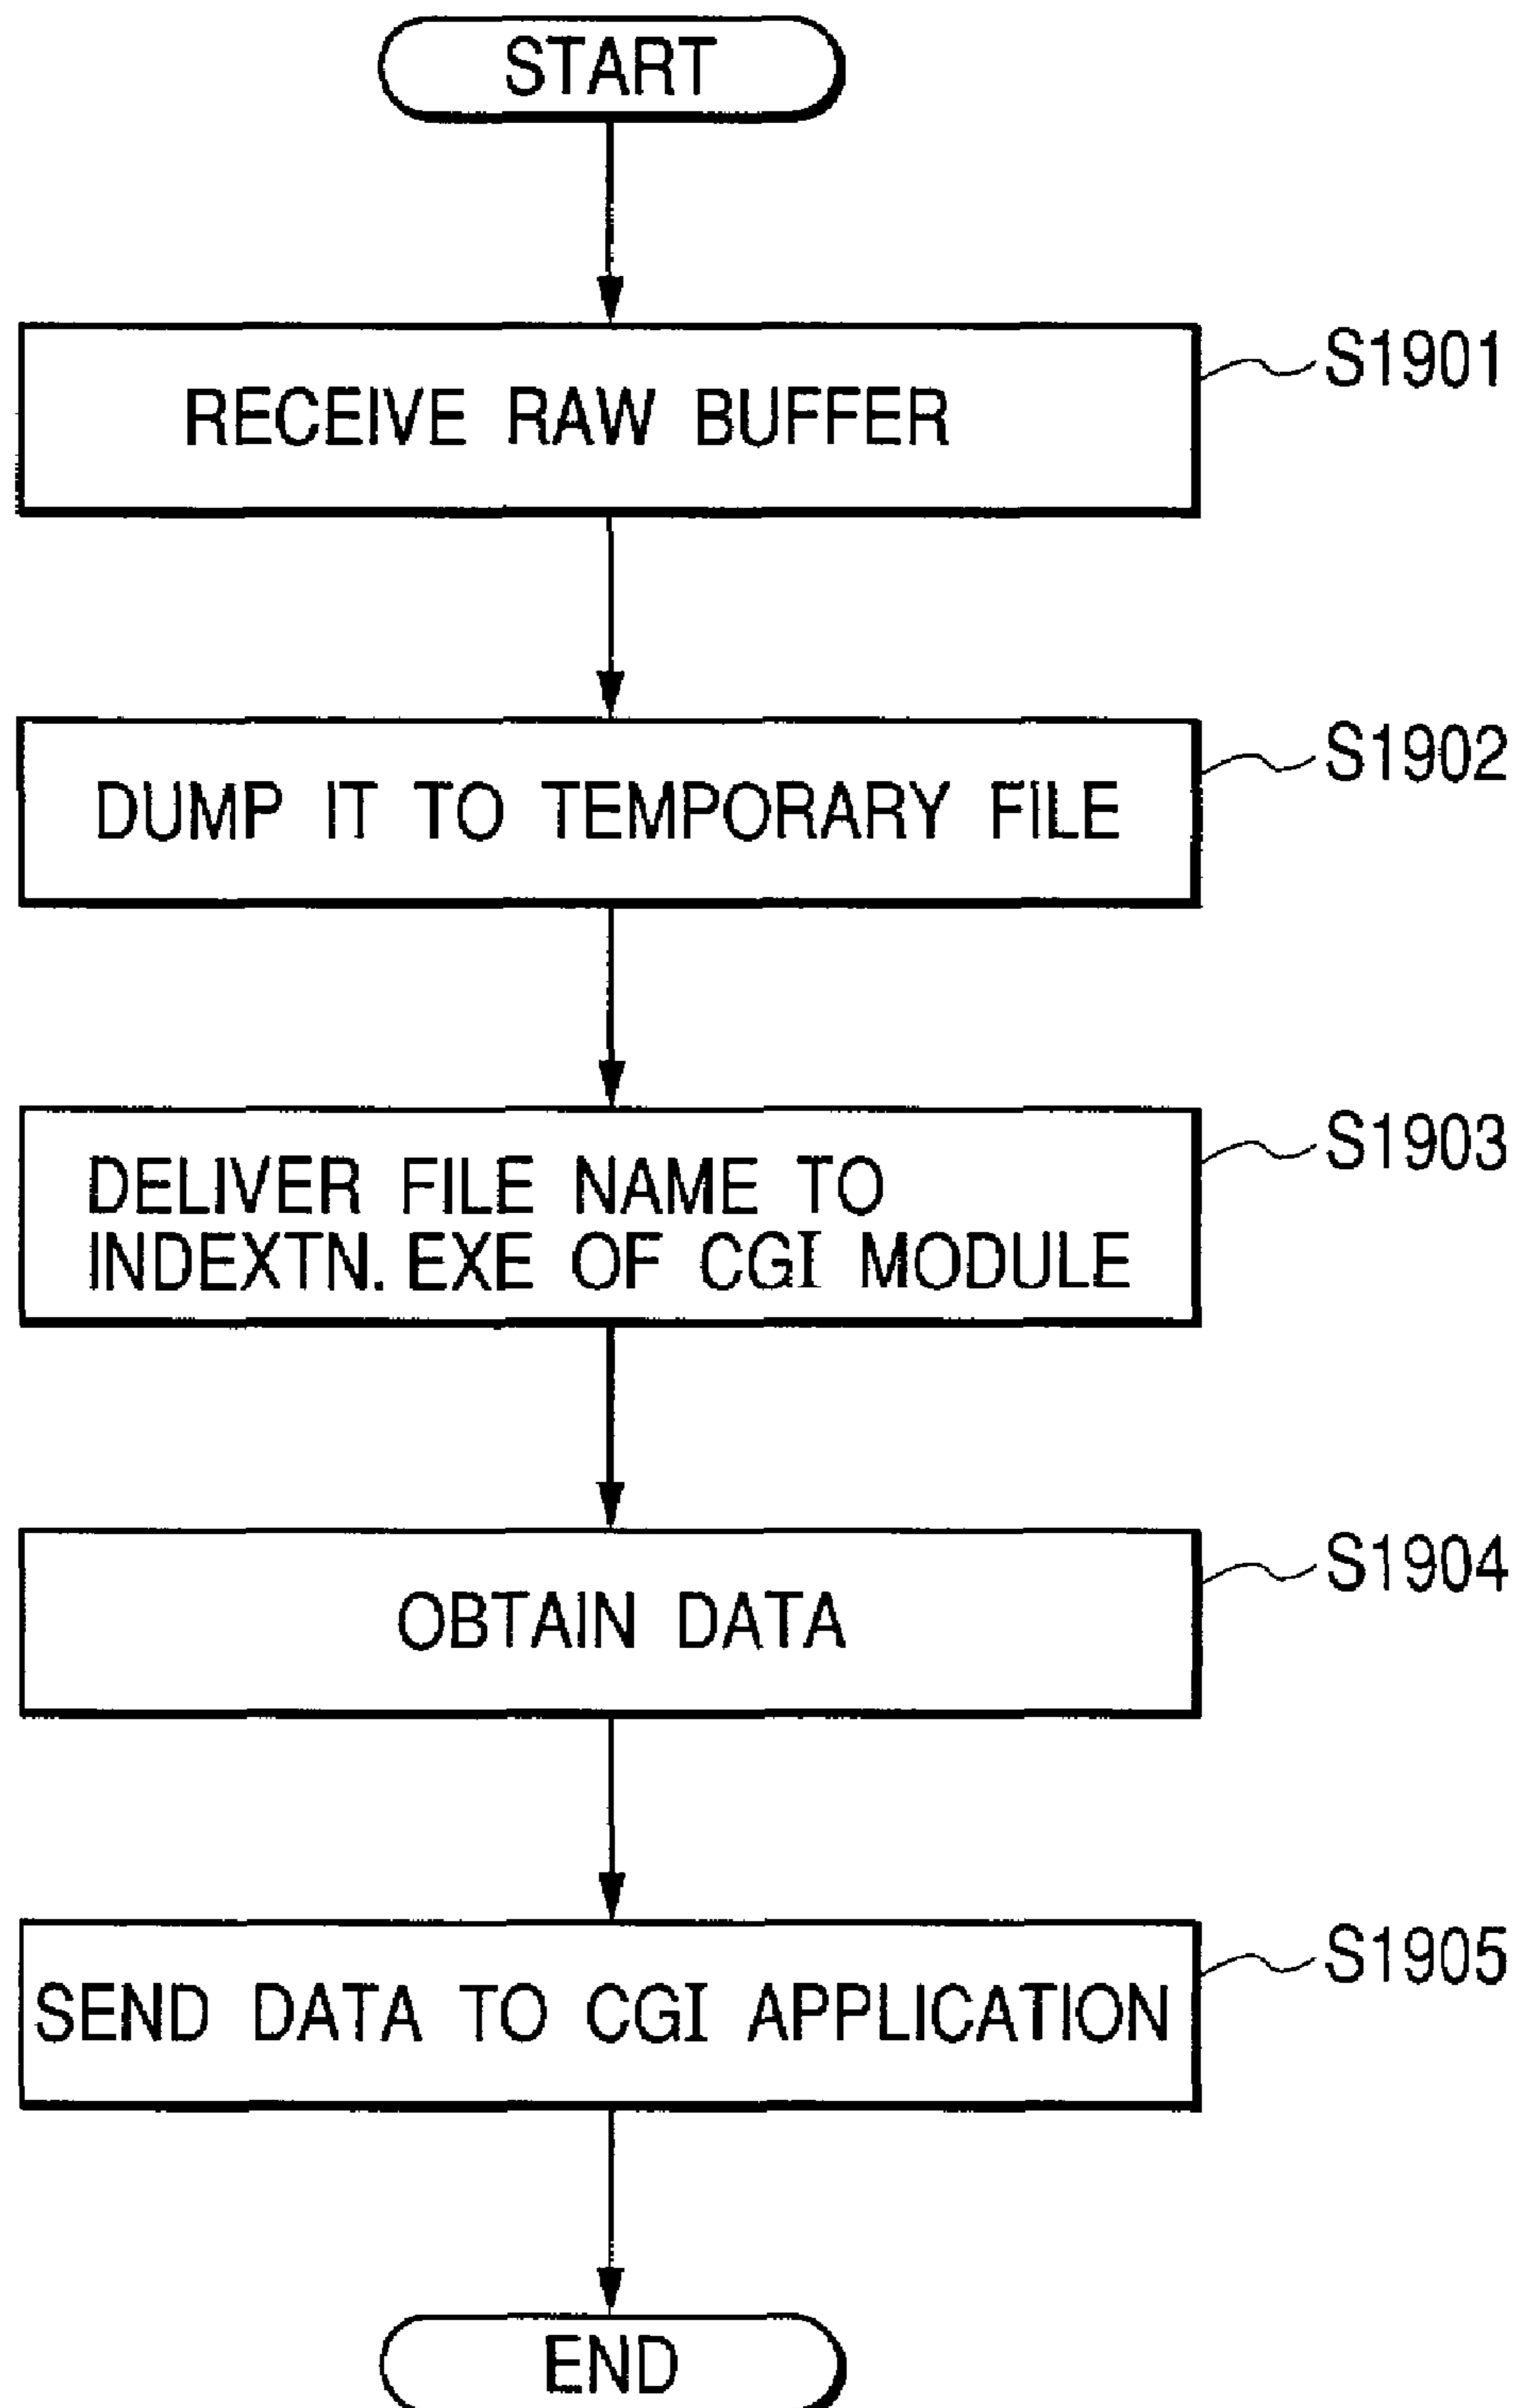 START
RECEIVE RAW BUFFER
S1901
DUMP IT TO TEMPORARY FILE
S1902
DELIVER FILE NAME TO
INDEXTN. EXE OF CGI MODULE
S1903
OBTAIN DATA
S1904
SEND DATA TO CGI APPLICATION
S1905
END